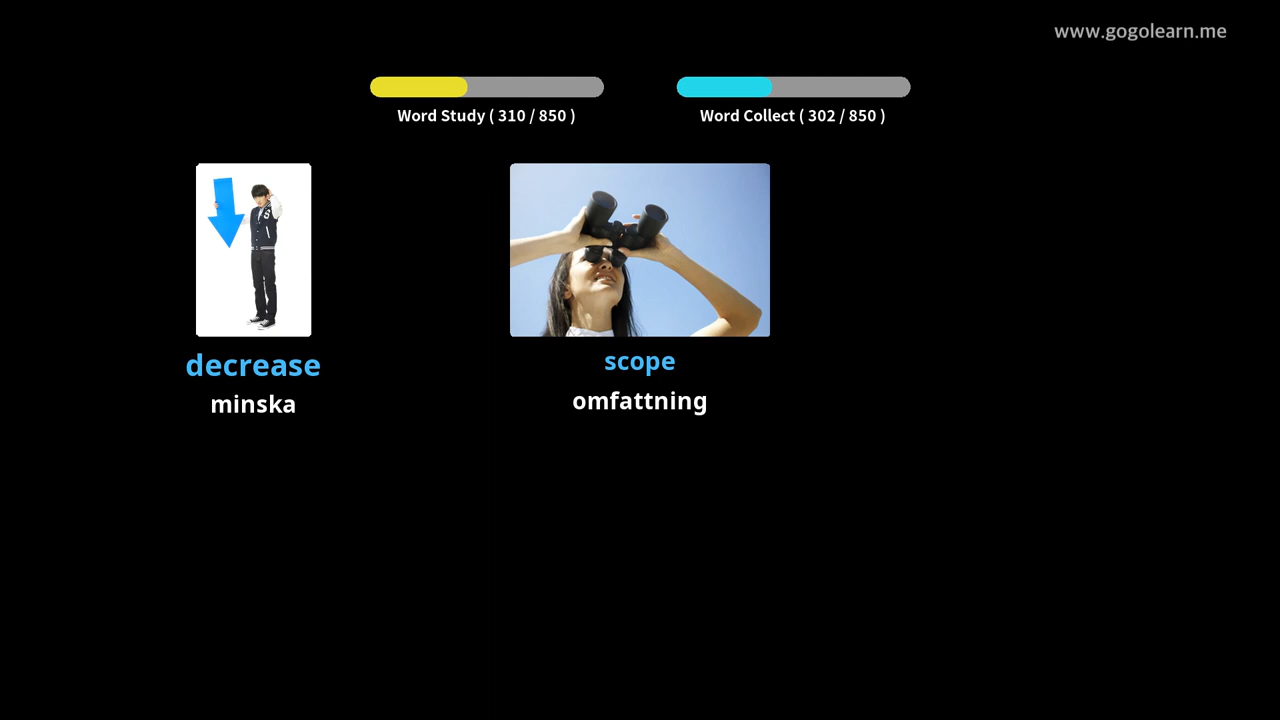 www.gogolearn.me
Word Study ( 310 / 850 )
Word Collect ( 302 / 850 )
S
decrease
minska
scope
omfattning